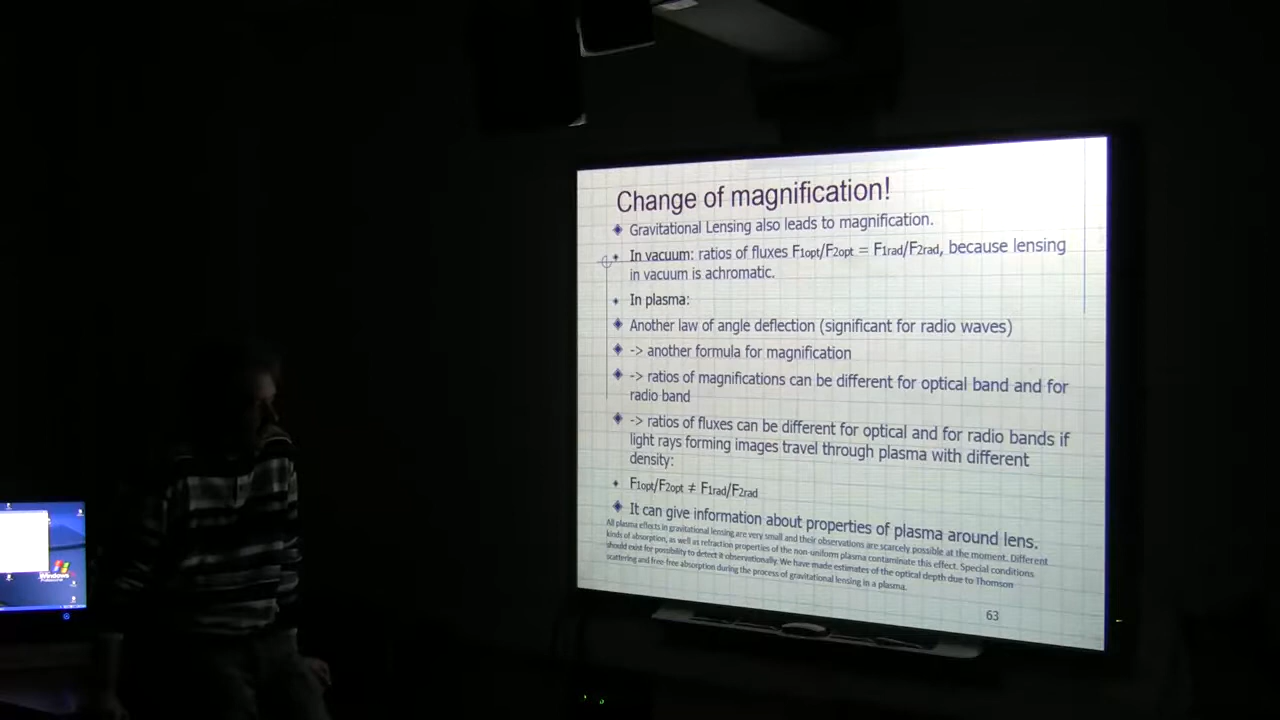 Change of magnification!
Gravitational Lensing also leads to magnification.
In vacuum: ratios of fluxes F1opt/F2opt = F1rad/F2rad, because lensing
in vacuum is achromatic.
In plasma:
Another law of angle deflection (significant for radio waves)
-> another formula for magnification
-> ratios of magnifications can be different for optical band and for
radio band
-> ratios of fluxes can be different for optical and for radio bands if
light rays forming images travel through plasma with different
density:
F1opt/F2opt ≠ F1rad/F2rad
It can give information about properties of plasma around lens.
All plasma effects in gravitational lensing are very small and their observations are scarcely possible at the moment. Different
kinds of absorption, as well as refraction properties of the non-uniform plasma contaminate this effect. Special conditions
should exist for possibility to detect it observationally. We have made estimates of the optical depth due to Thomson
scattering and free-free absorption during the process of gravitational lensing in a plasma.
63
Windows